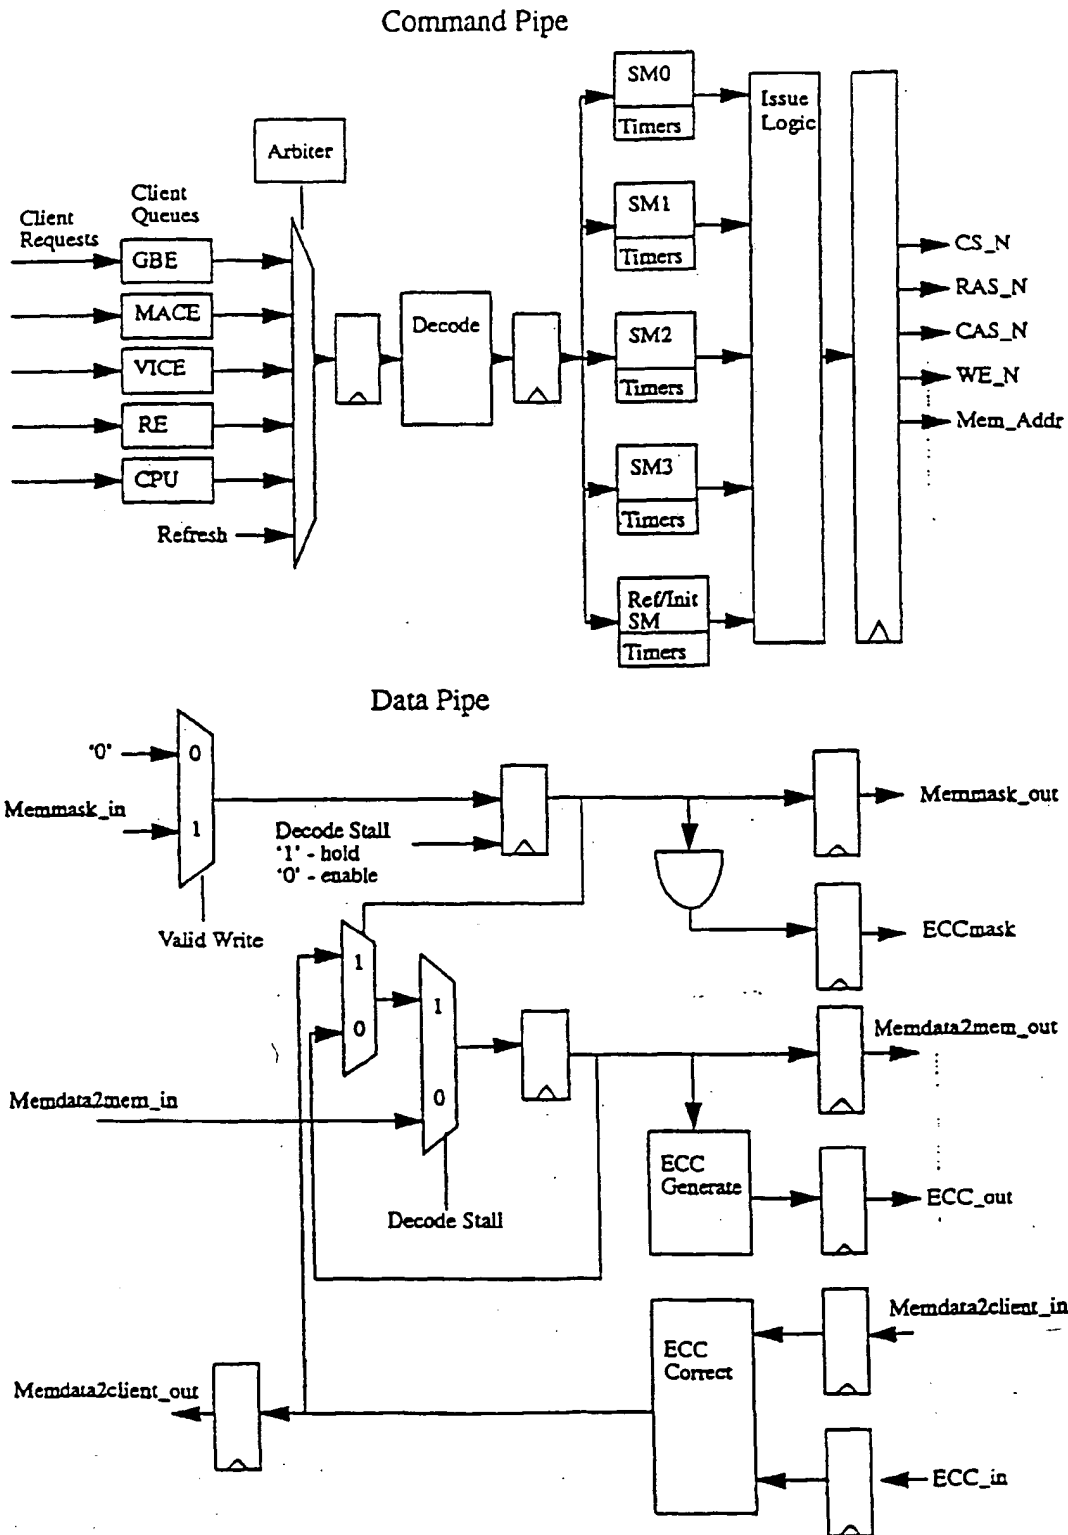 Command Pipe
Arbiter
Client
Requests
Client
Queues
GBE
MACE
VICE
RE
CPU
Refresh
Decode
SM0
Timers
SM1
Timers
SM2
Timers
SM3
Timers
Ref/Init
SM
Timers
Issue
Logic
CS_N
RAS_N
CAS_N
WE_N
Mem_Addr
Data Pipe
'0'
Memmask_in
0
1
Valid Write
Decode Stall
'1' - hold
'0' - enable
Memmask_out
ECCmask
1
0
1
0
Memdata2mem_in
Decode Stall
Memdata2mem_out
ECC
Generate
ECC_out
Memdata2client_in
ECC
Correct
Memdata2client_out
ECC_in